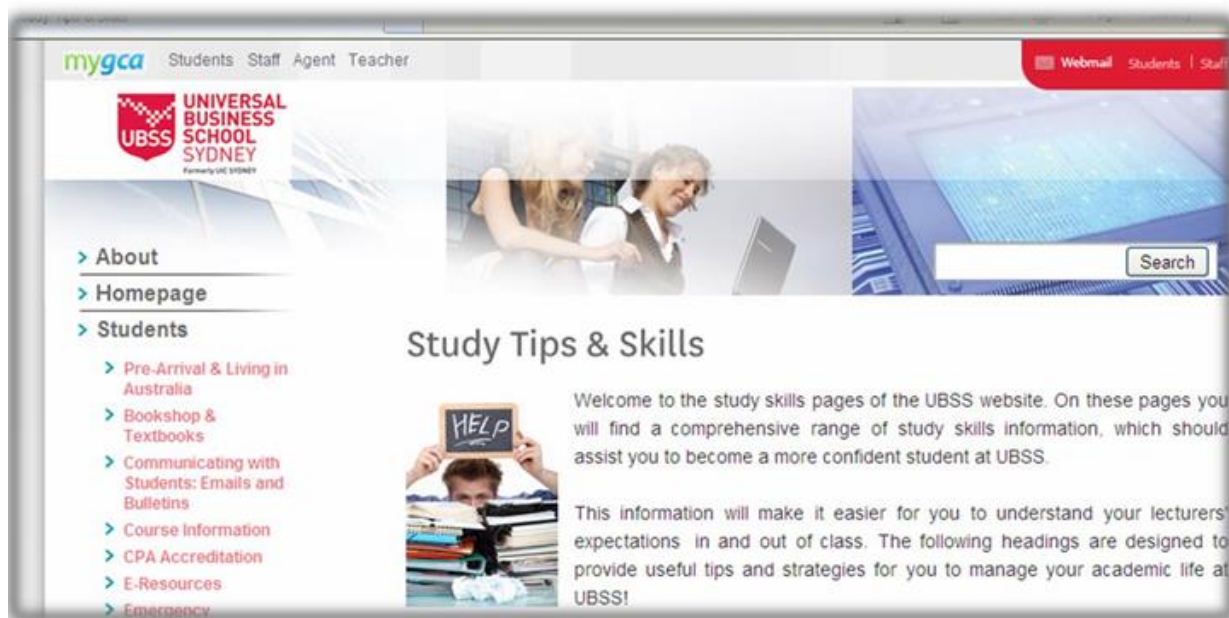 mygca Students Staff Agent Teacher
Webmail Students | Staff
UNIVERSAL
BUSINESS
SCHOOL
SYDNEY
UBSS
Formerly UIC SYDNEY
Search
> About
> Homepage
> Students
> Pre-Arrival & Living in
Australia
> Bookshop &
Textbooks
> Communicating with
Students: Emails and
Bulletins
> Course Information
> CPA Accreditation
> E-Resources
> Emergency
Study Tips & Skills
HELP
Welcome to the study skills pages of the UBSS website. On these pages you
will find a comprehensive range of study skills information, which should
assist you to become a more confident student at UBSS.
This information will make it easier for you to understand your lecturers'
expectations in and out of class. The following headings are designed to
provide useful tips and strategies for you to manage your academic life at
UBSS!